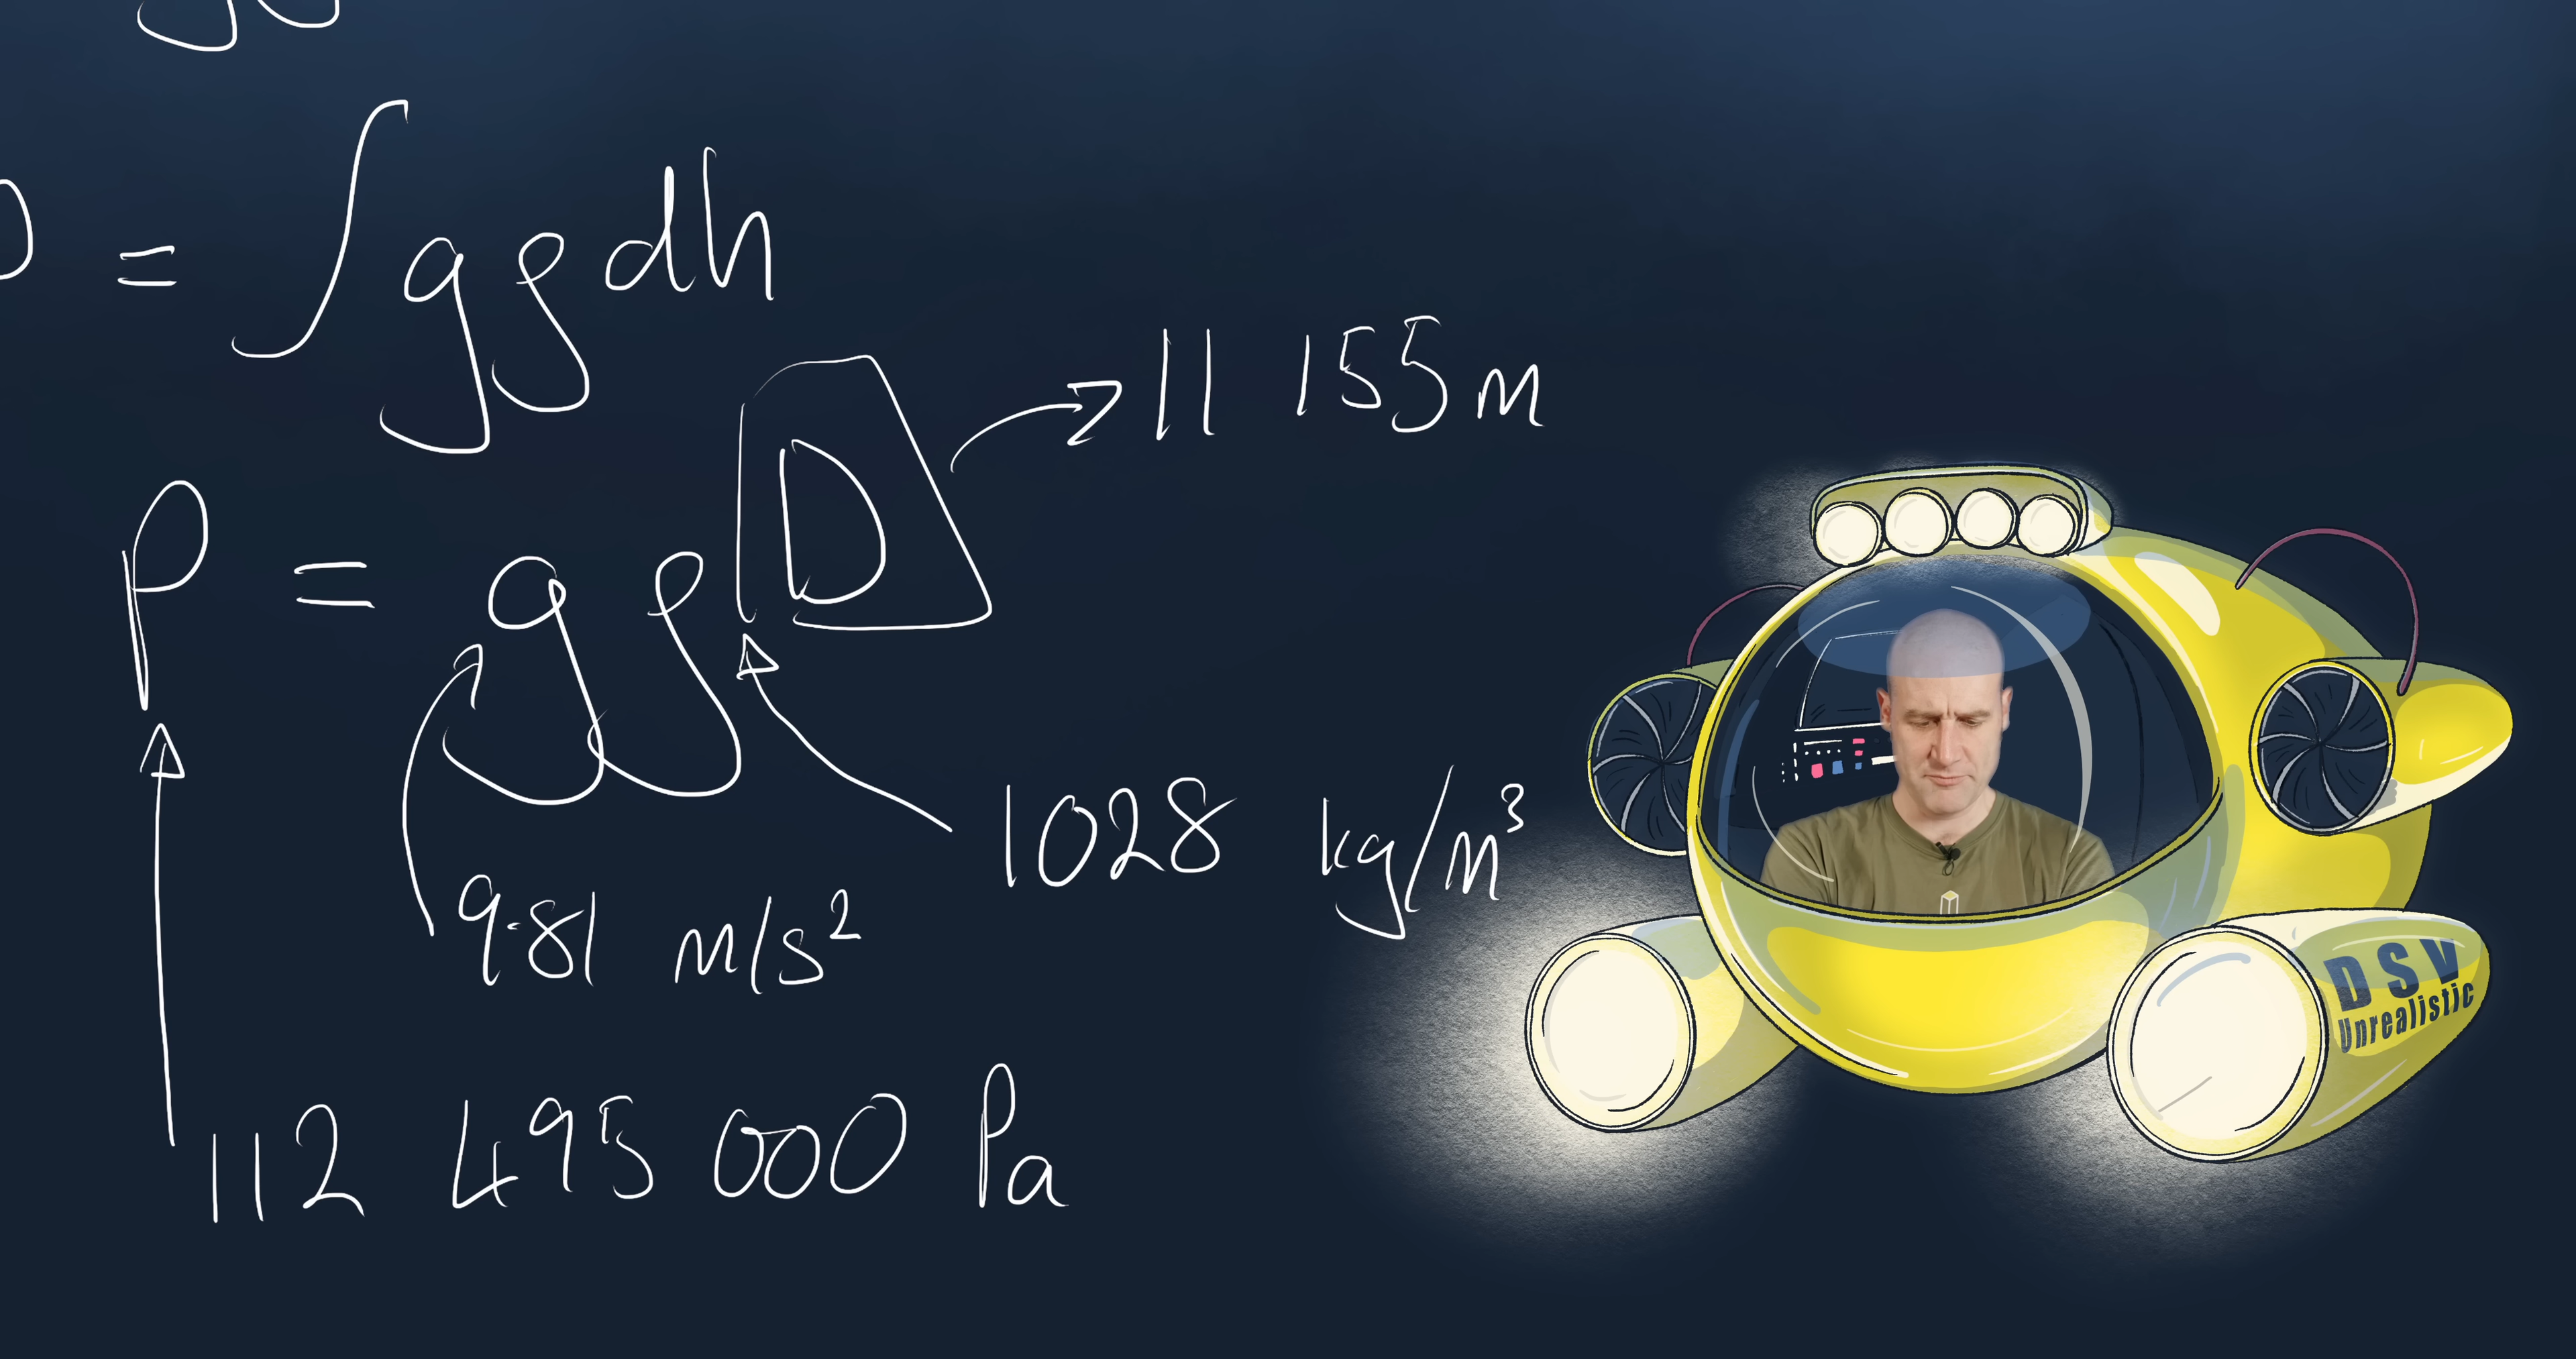 = ∫gρdh
11 155m
P = gρD
1028 kg/m³
9.81 m/s²
112 495 000 Pa
DSV
Unrealistic